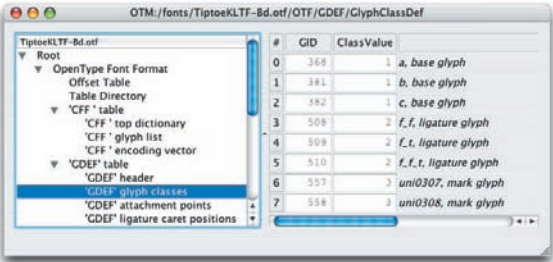 OTM:/fonts/TiptoeKLTF-Bd.otf/OTF/GDEF/GlyphClassDef
TiptoeKLTF-Bd.otf
Root
OpenType Font Format
Offset Table
Table Directory
'CFF ' table
'CFF ' top dictionary
'CFF ' glyph list
'CFF ' encoding vector
'GDEF' table
'GDEF' header
'GDEF' glyph classes
'GDEF' attachment points
'GDEF' ligature caret positions
# GID ClassValue
0 368 1 a, base glyph
1 381 1 b, base glyph
2 382 1 c, base glyph
3 508 2 f_f, ligature glyph
4 509 2 f_t, ligature glyph
5 510 2 f_f_t, ligature glyph
6 557 3 uni0307, mark glyph
7 558 3 uni0308, mark glyph